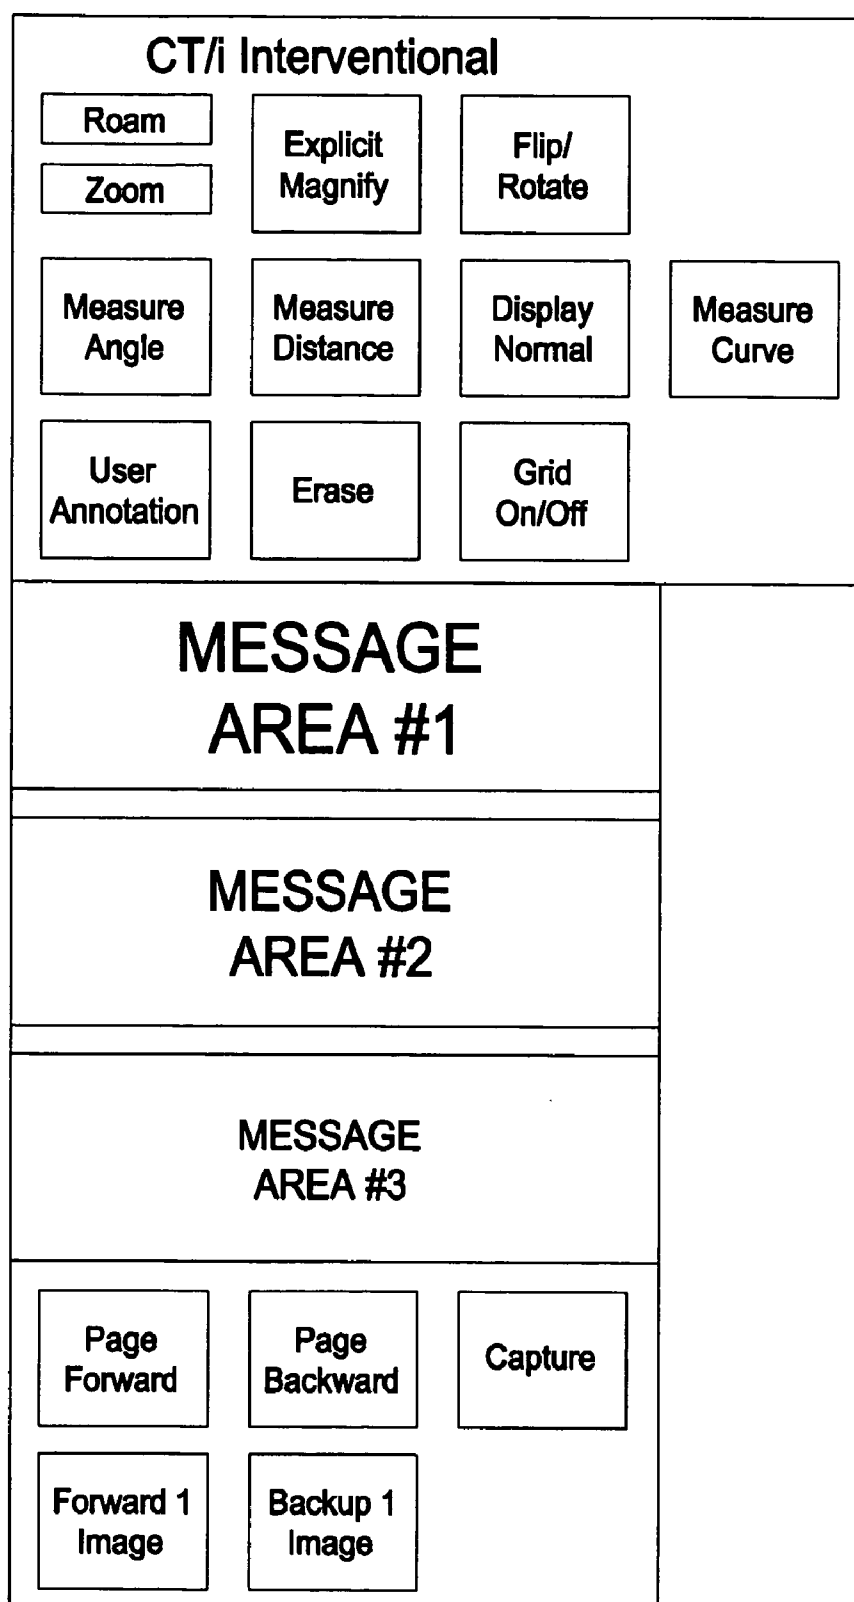 CT/i Interventional
Roam
Zoom
Explicit
Magnify
Flip/
Rotate
Measure
Angle
Measure
Distance
Display
Normal
Measure
Curve
User
Annotation
Erase
Grid
On/Off
MESSAGE
AREA #1
MESSAGE
AREA #2
MESSAGE
AREA #3
Page
Forward
Page
Backward
Capture
Forward 1
Image
Backup 1
Image